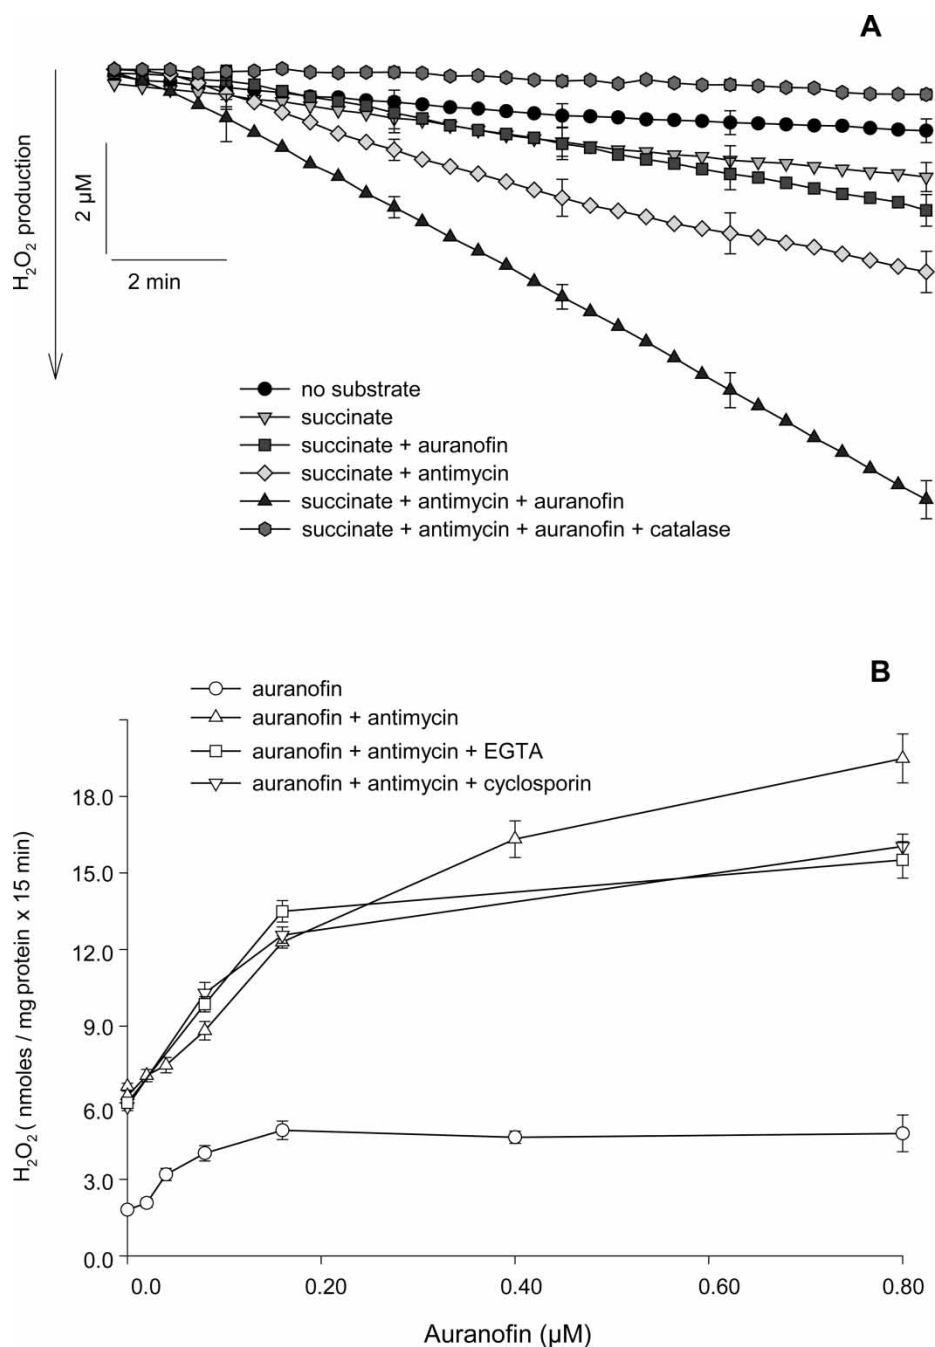 A
H₂O₂ production
2 μM
2 min
no substrate
succinate
succinate + auranofin
succinate + antimycin
succinate + antimycin + auranofin
succinate + antimycin + auranofin + catalase
B
auranofin
auranofin + antimycin
auranofin + antimycin + EGTA
auranofin + antimycin + cyclosporin
H₂O₂ ( nmoles / mg protein x 15 min)
18.0
15.0
12.0
9.0
6.0
3.0
0.0
0.0 0.20 0.40 0.60 0.80
Auranofin (μM)